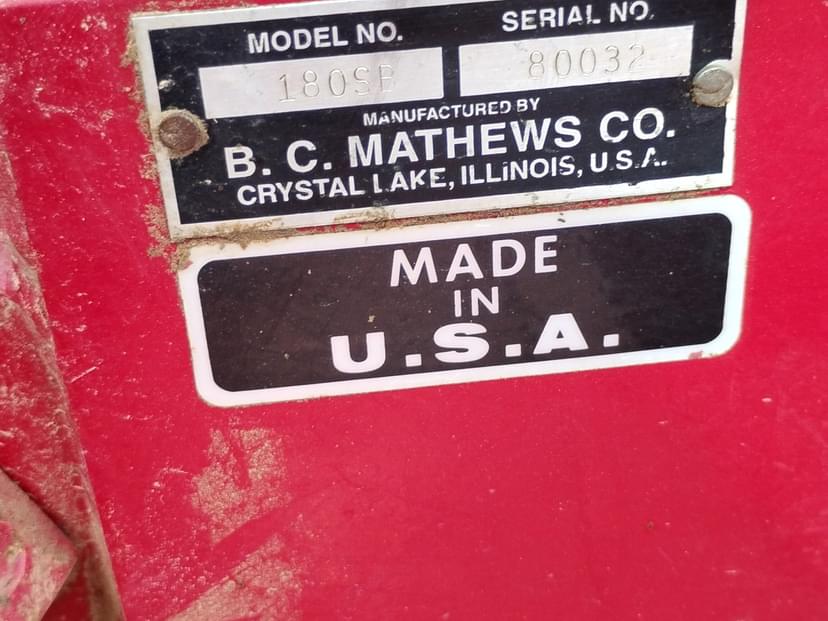 MODEL NO. SERIAL NO.
180SB 80032
MANUFACTURED BY
B. C. MATHEWS CO.
CRYSTAL LAKE, ILLINOIS, U.S.A.
MADE
IN
U.S.A.